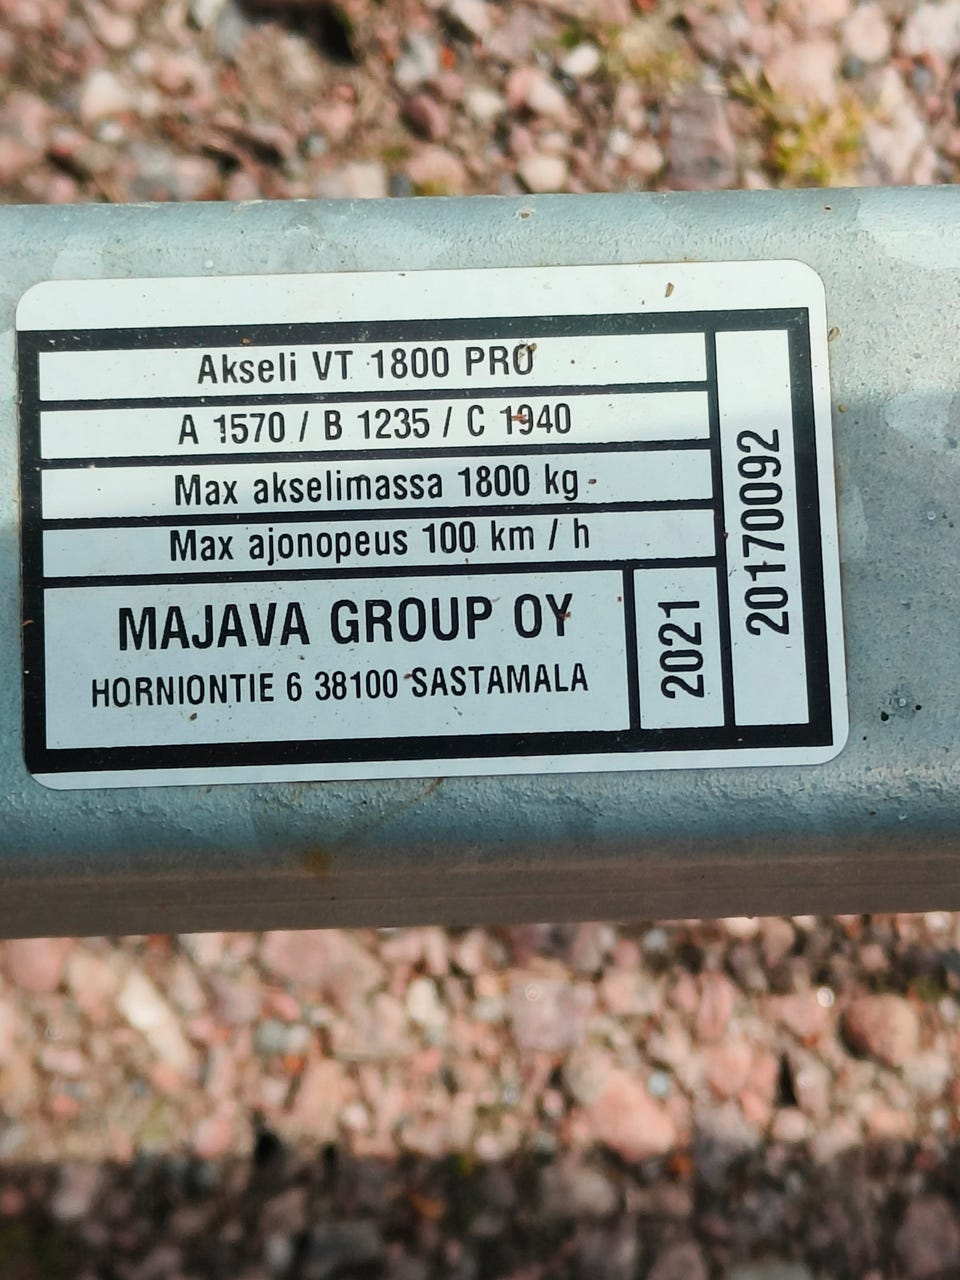 Akseli VT 1800 PRO
A 1570 / B 1235 / C 1940
Max akselimassa 1800 kg
Max ajonopeus 100 km / h
MAJAVA GROUP OY
HORNIONTIE 6 38100 SASTAMALA
2021
20170092